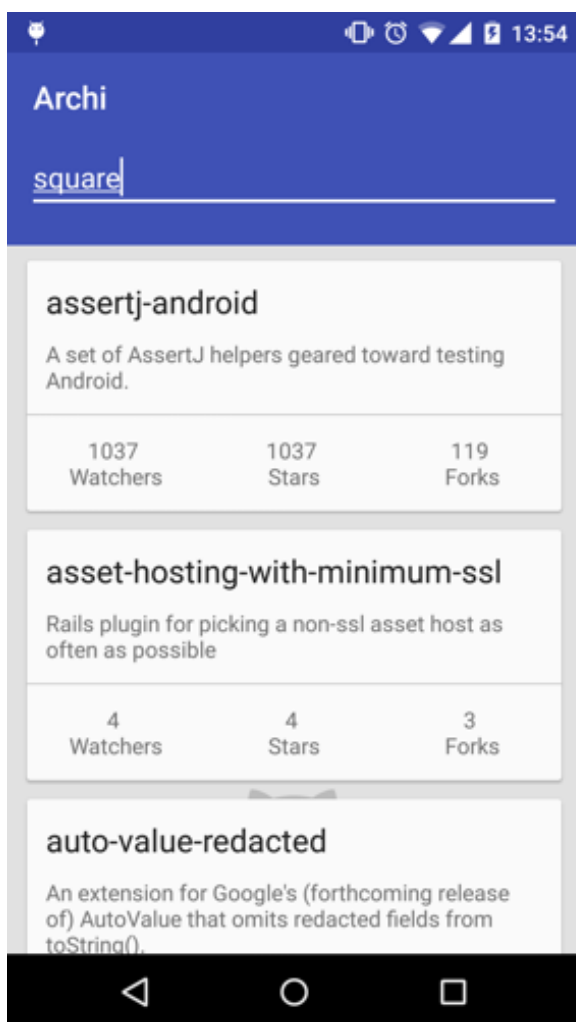 13:54
Archi
square
assertj-android
A set of AssertJ helpers geared toward testing
Android.
1037 1037 119
Watchers Stars Forks
asset-hosting-with-minimum-ssl
Rails plugin for picking a non-ssl asset host as
often as possible
4 4 3
Watchers Stars Forks
auto-value-redacted
An extension for Google's (forthcoming release
of) AutoValue that omits redacted fields from
toString().